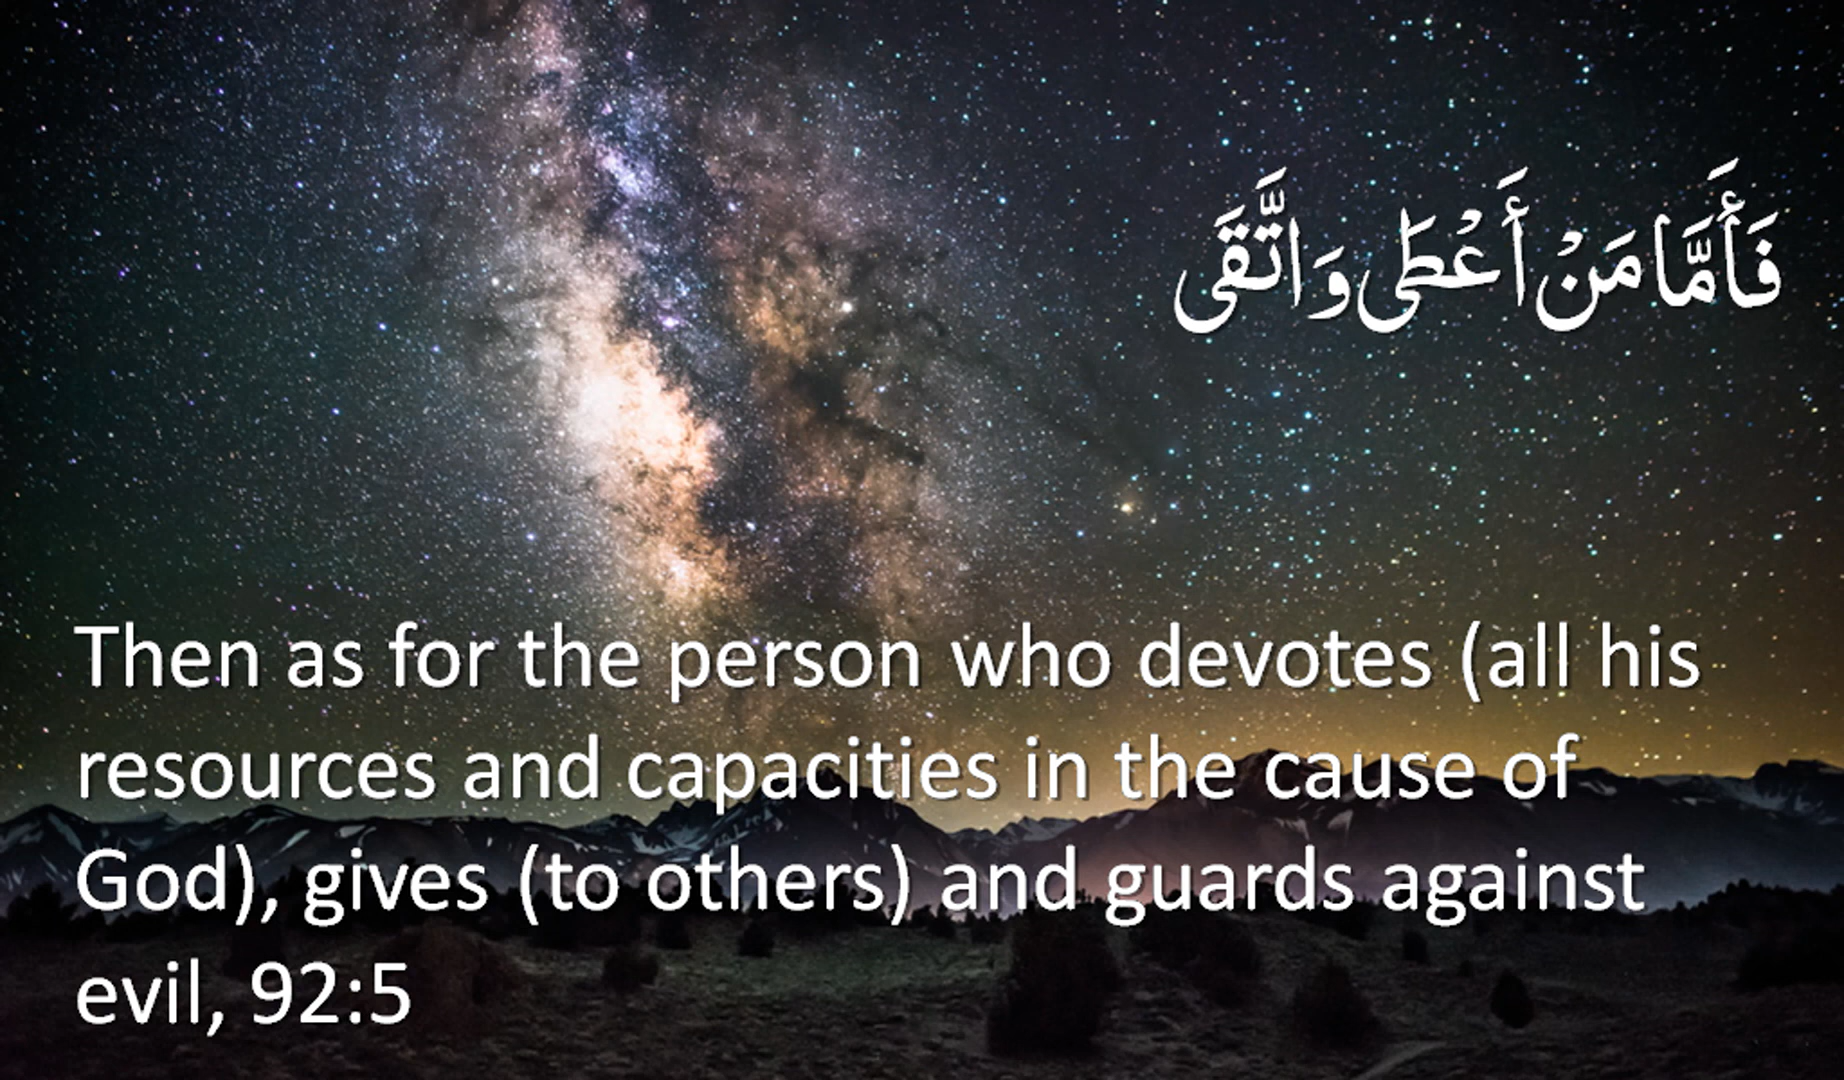 فَأَمَّا مَنْ أَعْطَى وَاتَّقَى
Then as for the person who devotes (all his
resources and capacities in the cause of
God), gives (to others) and guards against
evil, 92:5